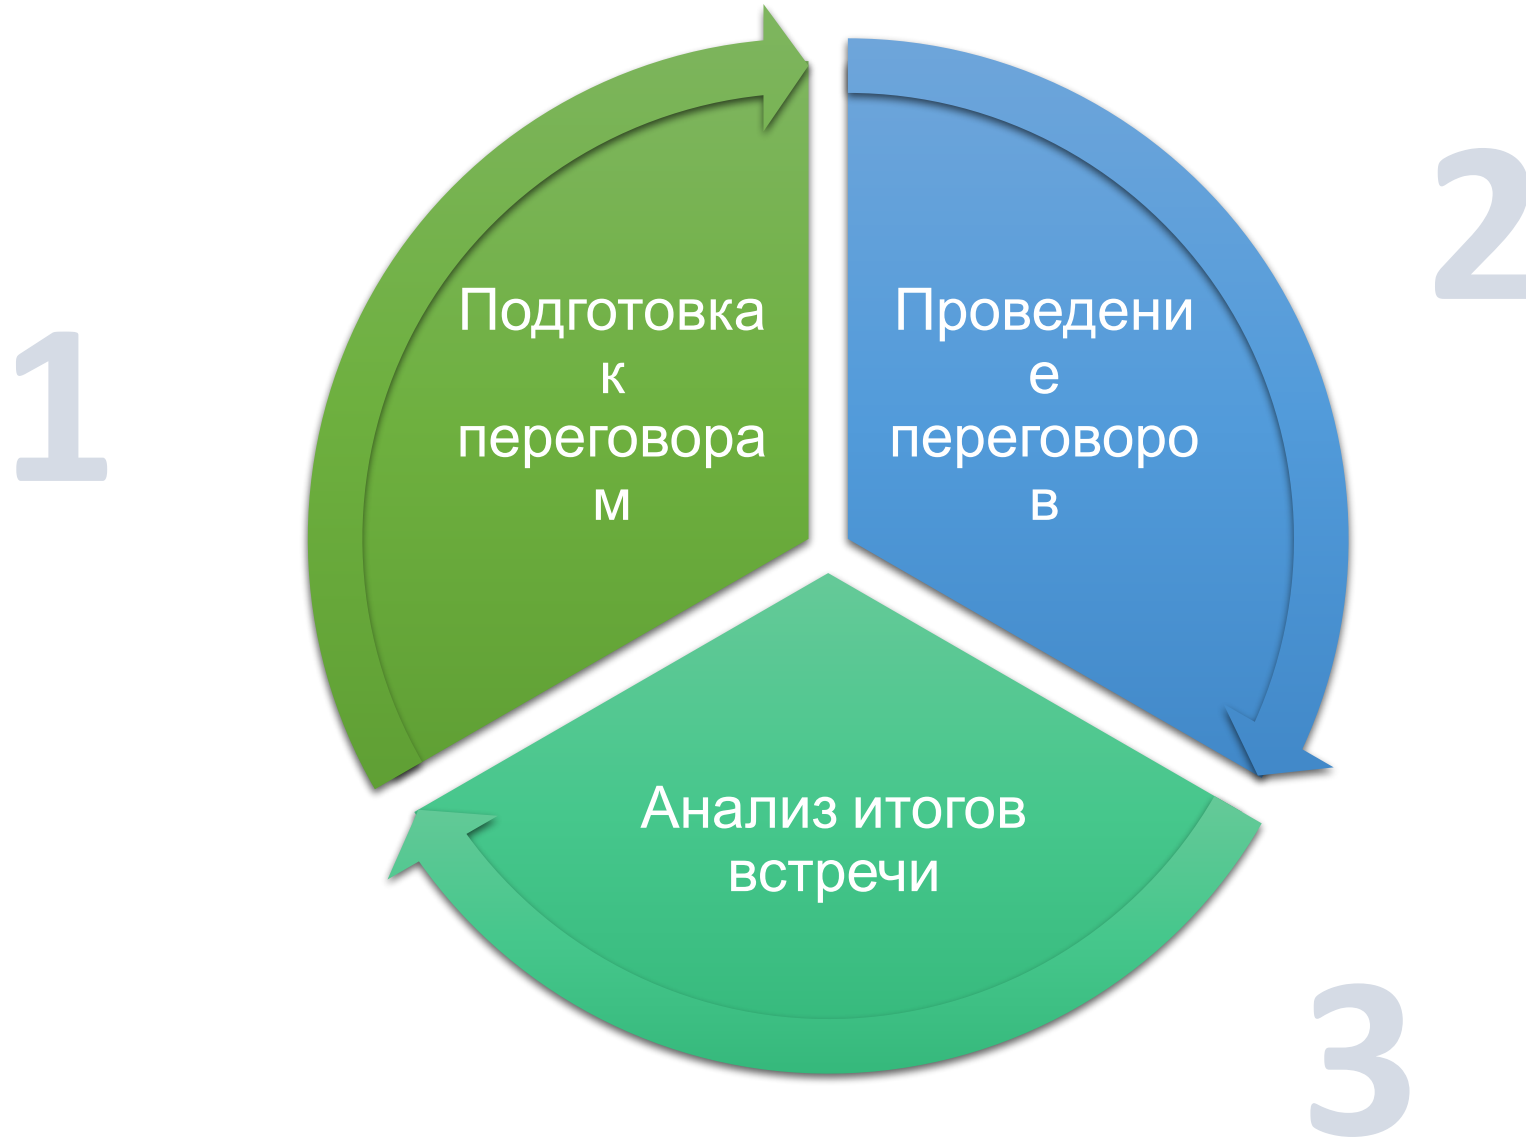 1
Подготовка
к
переговора
м
2
Проведени
е
переговоро
в
3
Анализ итогов
встречи